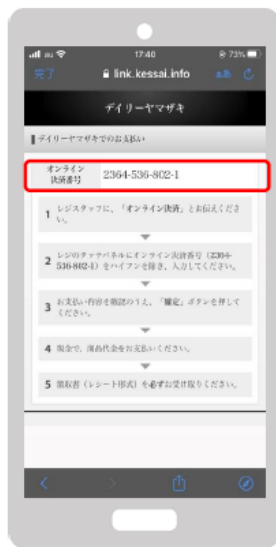 au
17:40
73%
完了
link.kessai.info
ぁあ
デイリーヤマザキ
デイリーヤマザキでのお支払い
オンライン
決済番号
2364-536-802-1
1 レジスタッフに、「オンライン決済」とお伝えくださ
い。
2 レジのタッチパネルにオンライン決済番号（2364-
536-802-1）をハイフンを除き、入力してください。
3 お支払い内容を確認のうえ、「確定」ボタンを押して
ください。
4 現金で、商品代金をお支払いください。
5 領収書（レシート形式）を必ずお受け取りください。